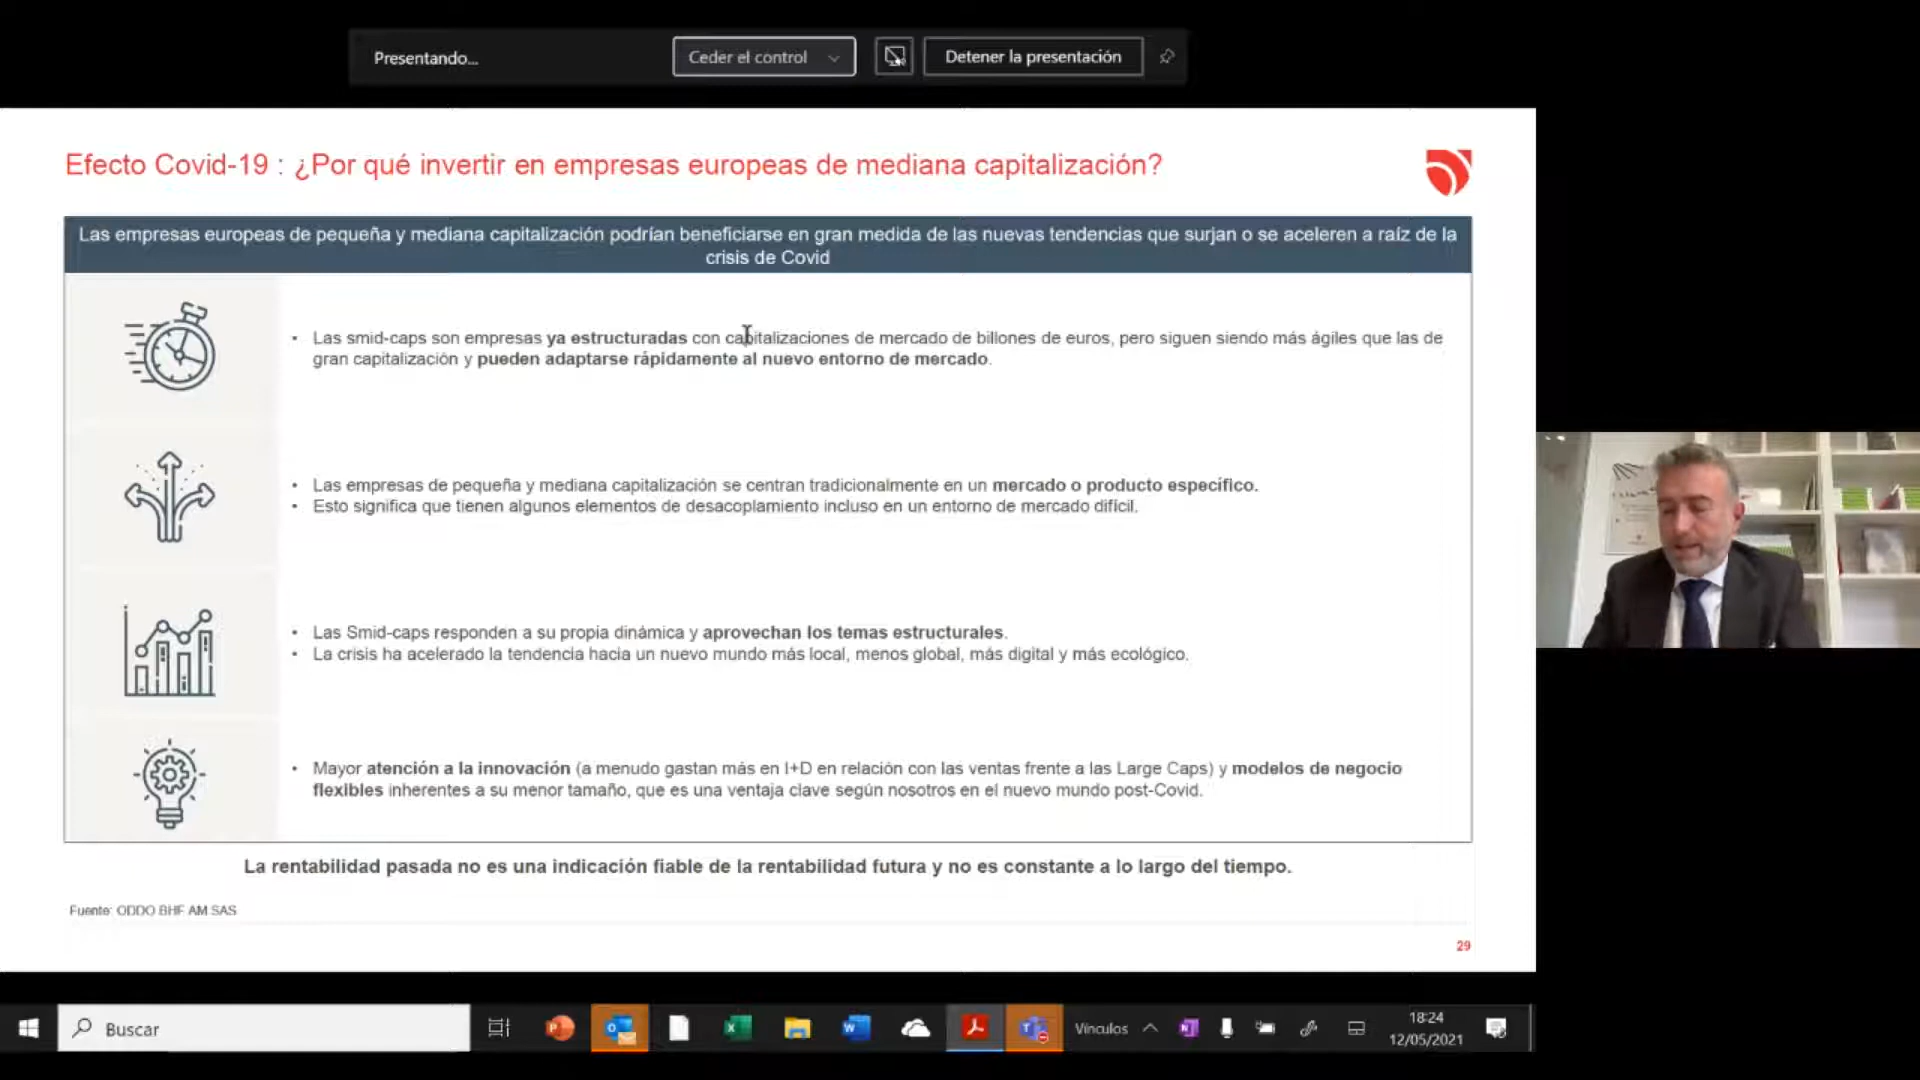 Presentando...
Ceder el control
Detener la presentación
Efecto Covid-19 : ¿Por qué invertir en empresas europeas de mediana capitalización?
Las empresas europeas de pequeña y mediana capitalización podrían beneficiarse en gran medida de las nuevas tendencias que surjan o se aceleren a raíz de la
crisis de Covid
• Las smid-caps son empresas ya estructuradas con capitalizaciones de mercado de billones de euros, pero siguen siendo más ágiles que las de
gran capitalización y pueden adaptarse rápidamente al nuevo entorno de mercado.
• Las empresas de pequeña y mediana capitalización se centran tradicionalmente en un mercado o producto específico.
• Esto significa que tienen algunos elementos de desacoplamiento incluso en un entorno de mercado difícil.
• Las Smid-caps responden a su propia dinámica y aprovechan los temas estructurales.
• La crisis ha acelerado la tendencia hacia un nuevo mundo más local, menos global, más digital y más ecológico.
• Mayor atención a la innovación (a menudo gastan más en I+D en relación con las ventas frente a las Large Caps) y modelos de negocio
flexibles inherentes a su menor tamaño, que es una ventaja clave según nosotros en el nuevo mundo post-Covid.
La rentabilidad pasada no es una indicación fiable de la rentabilidad futura y no es constante a lo largo del tiempo.
Fuente: ODDO BHF AM SAS
29
Buscar
Vínculos
18:24
12/05/2021